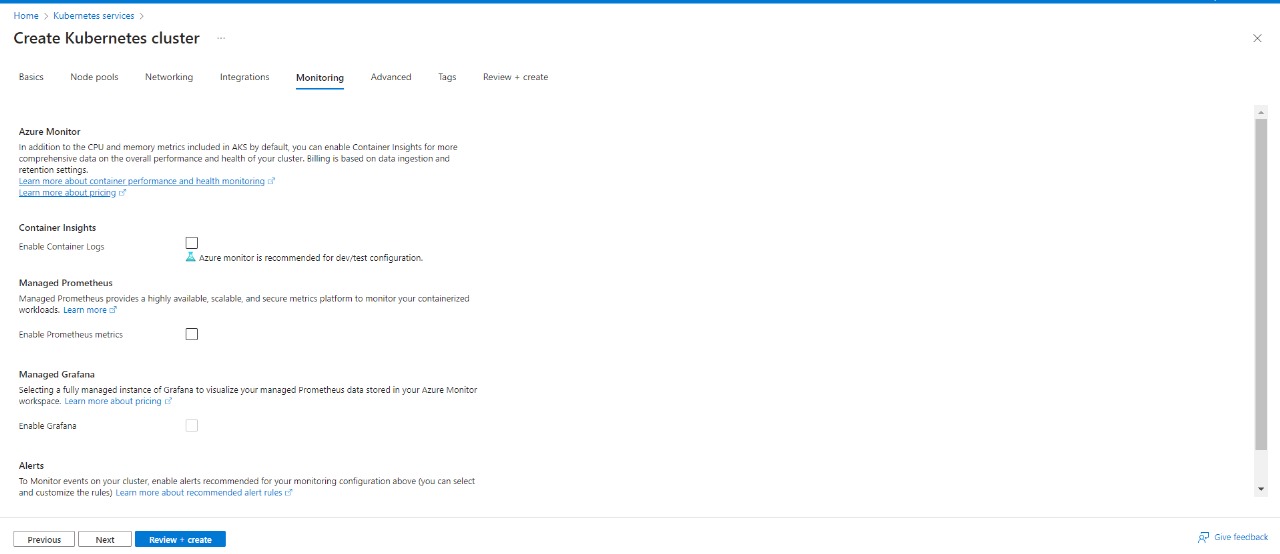 Home > Kubernetes services >
Create Kubernetes cluster ...
Basics Node pools Networking Integrations Monitoring Advanced Tags Review + create
Azure Monitor
In addition to the CPU and memory metrics included in AKS by default, you can enable Container Insights for more
comprehensive data on the overall performance and health of your cluster. Billing is based on data ingestion and
retention settings.
Learn more about container performance and health monitoring
Learn more about pricing
Container Insights
Enable Container Logs
Azure monitor is recommended for dev/test configuration.
Managed Prometheus
Managed Prometheus provides a highly available, scalable, and secure metrics platform to monitor your containerized
workloads. Learn more
Enable Prometheus metrics
Managed Grafana
Selecting a fully managed instance of Grafana to visualize your managed Prometheus data stored in your Azure Monitor
workspace. Learn more about pricing
Enable Grafana
Alerts
To Monitor events on your cluster, enable alerts recommended for your monitoring configuration above (you can select
and customize the rules) Learn more about recommended alert rules
Previous Next Review + create Give feedback